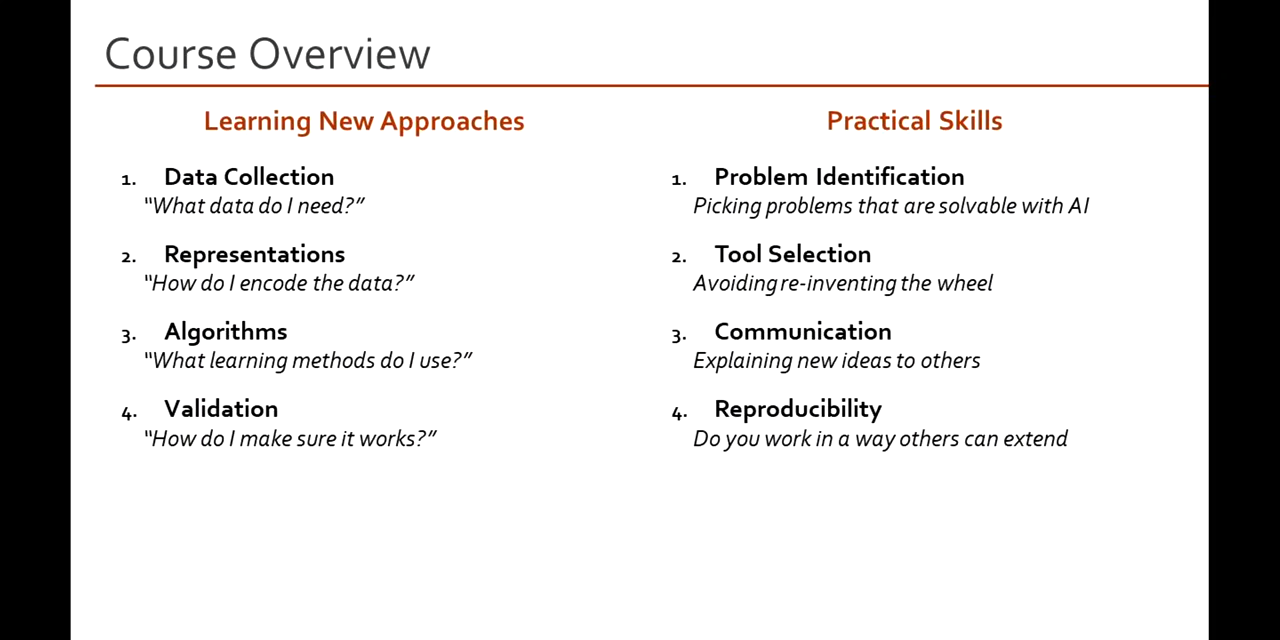 Course Overview
Learning New Approaches
1. Data Collection
“What data do I need?”
2. Representations
“How do I encode the data?”
3. Algorithms
“What learning methods do I use?”
4. Validation
“How do I make sure it works?”
Practical Skills
1. Problem Identification
Picking problems that are solvable with AI
2. Tool Selection
Avoiding re-inventing the wheel
3. Communication
Explaining new ideas to others
4. Reproducibility
Do you work in a way others can extend